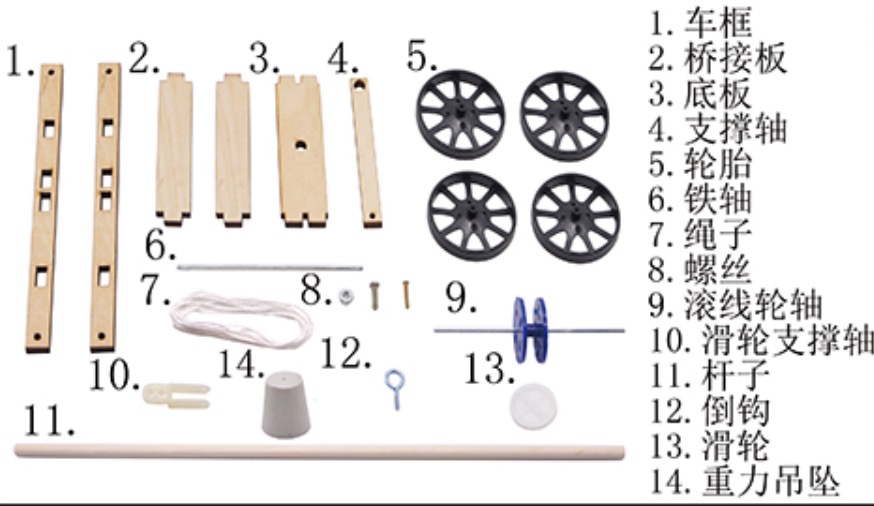 1.
2.
3.
4.
5.
6.
7.
8.
9.
10.
14.
12.
13.
11.
1. 车框
2. 桥接板
3. 底板
4. 支撑轴
5. 轮胎
6. 铁轴
7. 绳子
8. 螺丝
9. 滚线轮轴
10. 滑轮支撑轴
11. 杆子
12. 倒钩
13. 滑轮
14. 重力吊坠